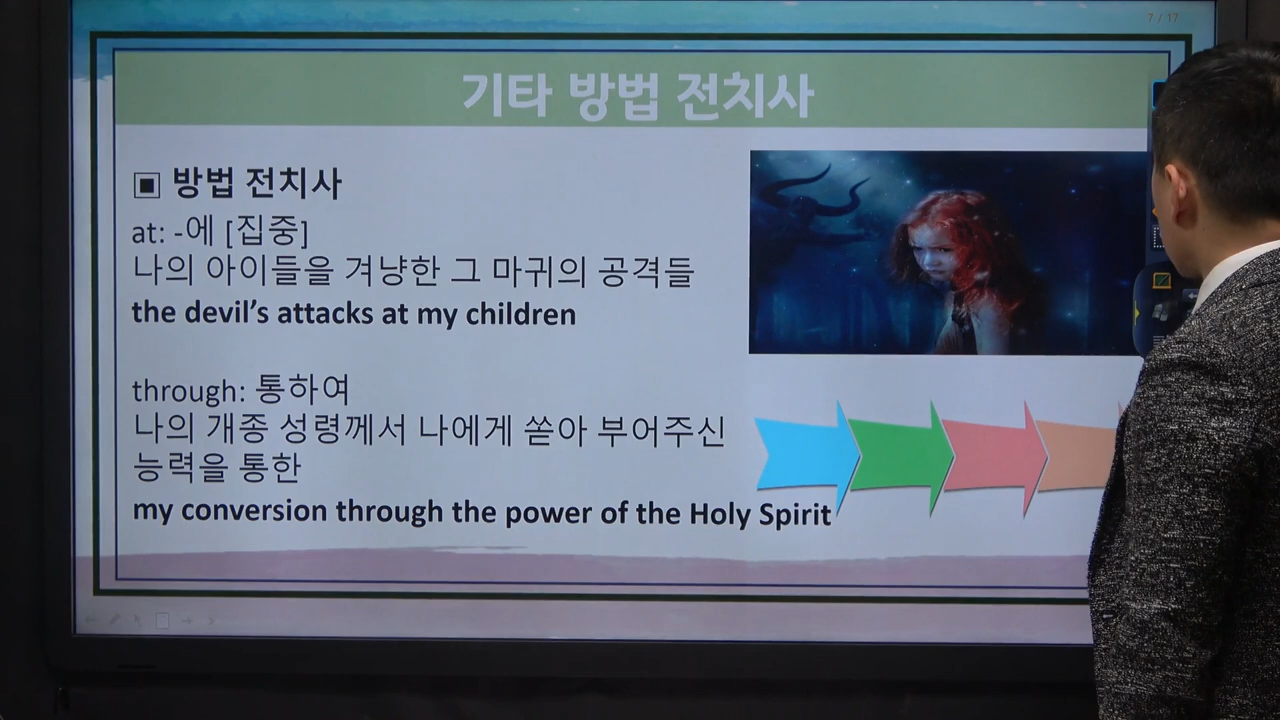 7 / 17
기타 방법 전치사
▣ 방법 전치사
at: -에 [집중]
나의 아이들을 겨냥한 그 마귀의 공격들
the devil’s attacks at my children
through: 통하여
나의 개종 성령께서 나에게 쏟아 부어주신
능력을 통한
my conversion through the power of the Holy Spirit